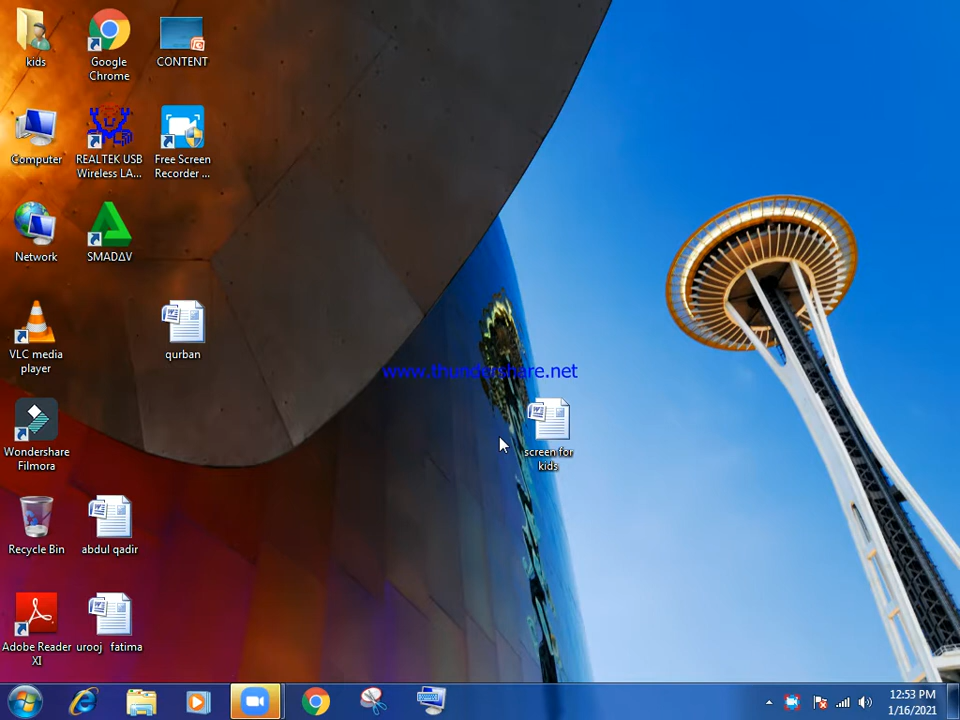 kids
Google
Chrome
CONTENT
Computer
REALTEK USB
Wireless LA...
Free Screen
Recorder ...
Network
SMADΔV
VLC media
player
qurban
www.thundershare.net
Wondershare
Filmora
screen for
kids
Recycle Bin
abdul qadir
Adobe Reader
XI
urooj fatima
12:53 PM
1/16/2021